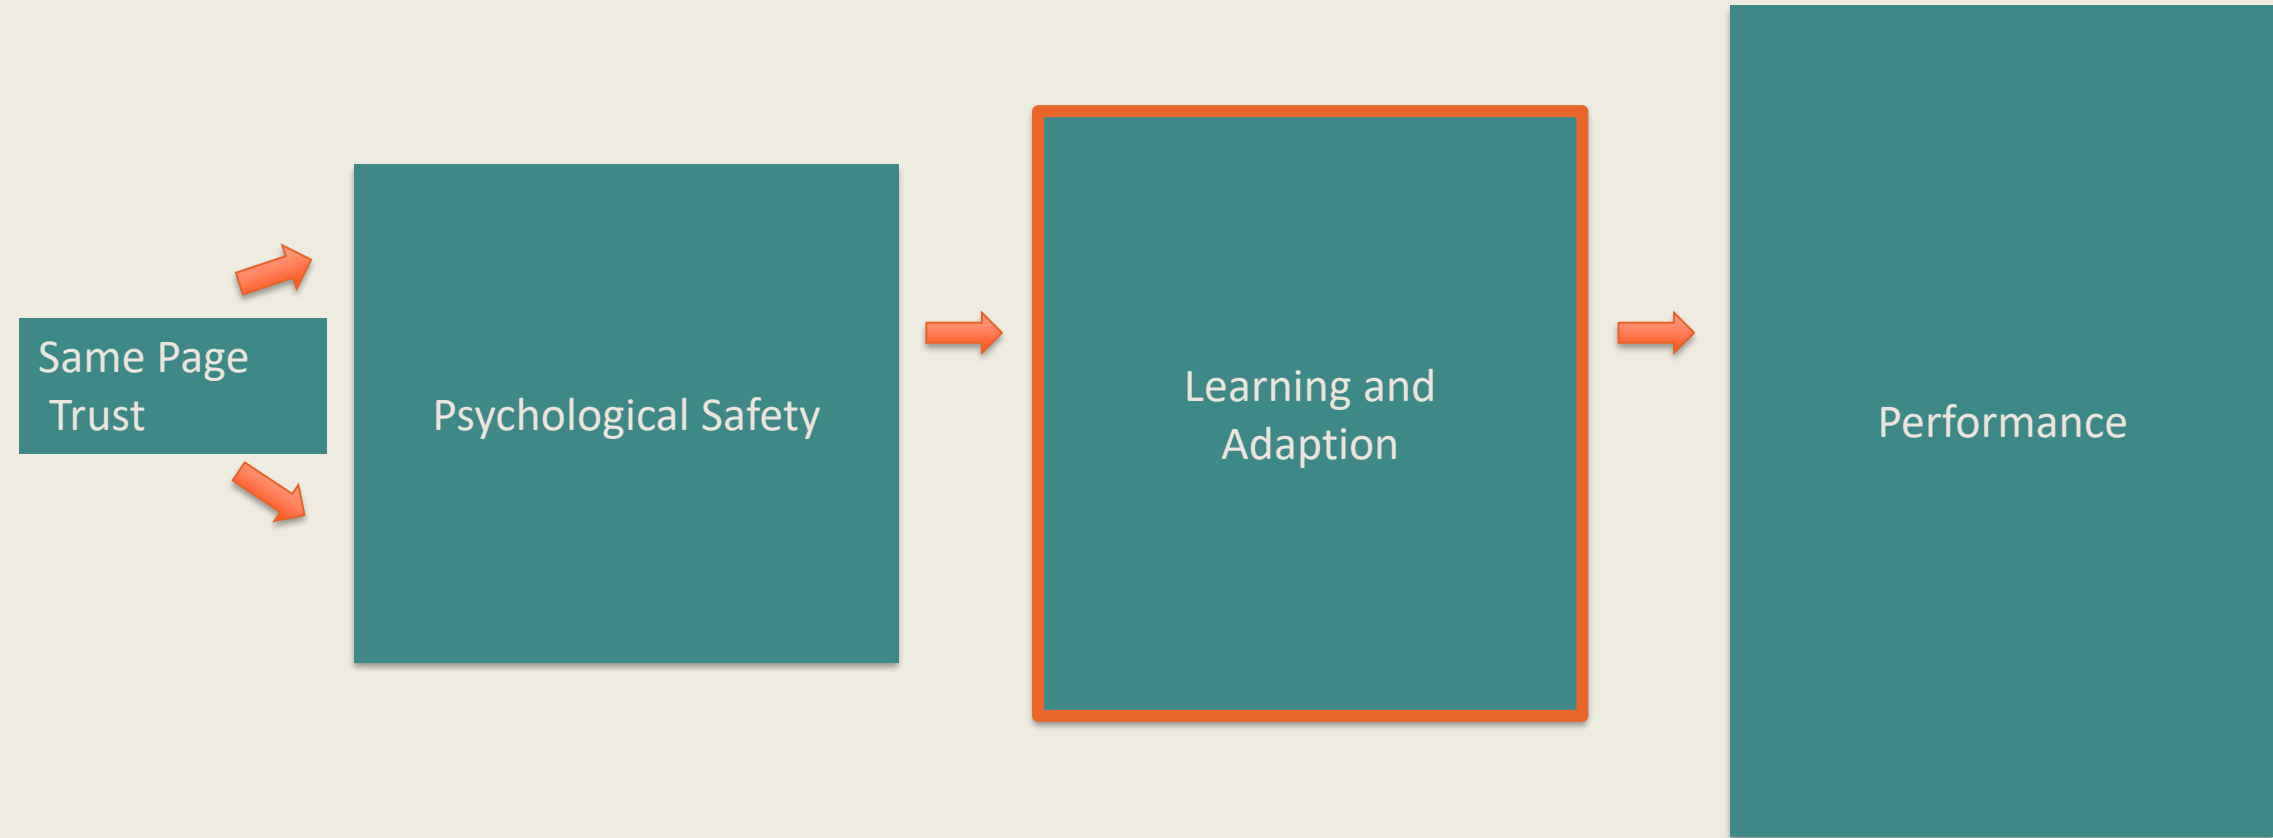 Same Page
Trust
Psychological Safety
Learning and
Adaption
Performance